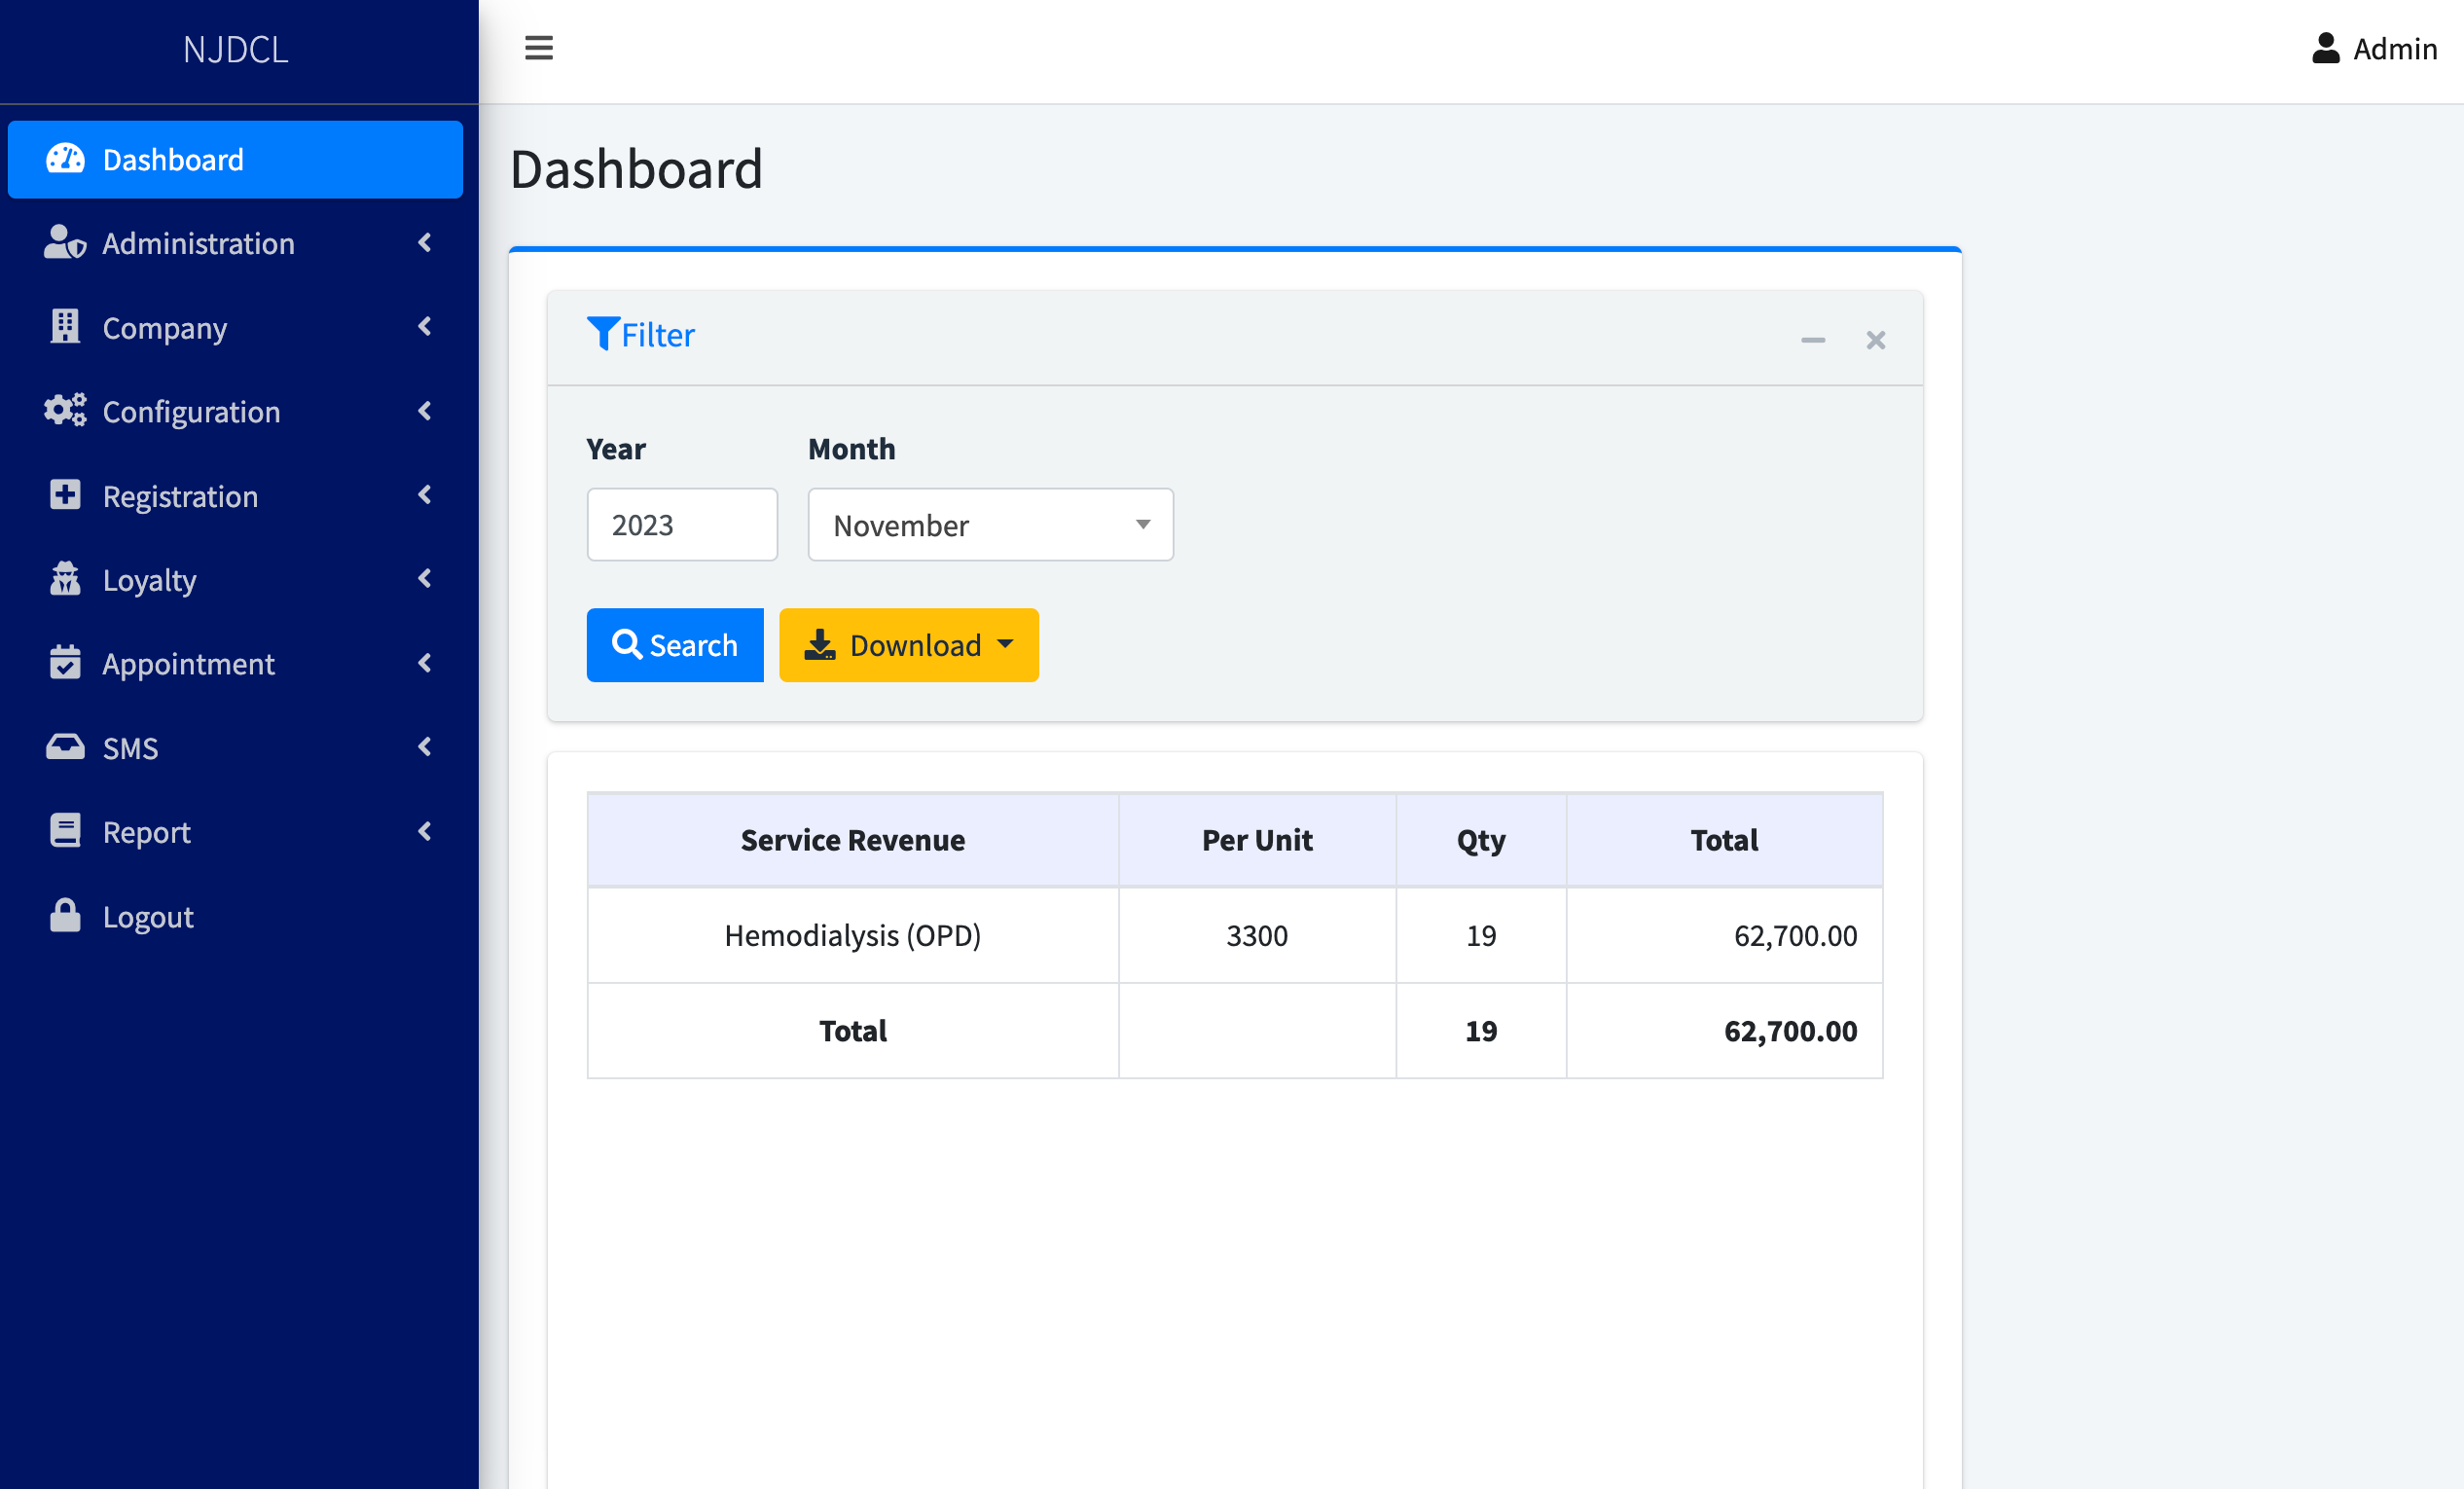 NJDCL
Admin
Dashboard
Administration
Company
Configuration
Registration
Loyalty
Appointment
SMS
Report
Logout
Dashboard
Filter
Year Month
2023 November
Search Download
Service Revenue Per Unit Qty Total
Hemodialysis (OPD) 3300 19 62,700.00
Total 19 62,700.00